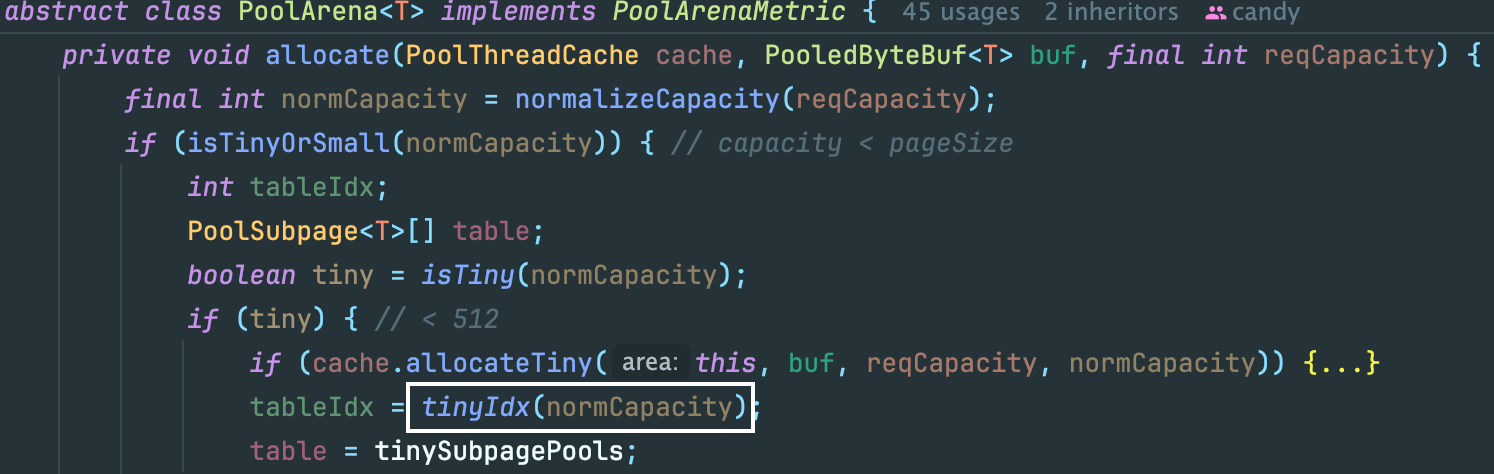 abstract class PoolArena<T> implements PoolArenaMetric { 45 usages 2 inheritors candy
private void allocate(PoolThreadCache cache, PooledByteBuf<T> buf, final int reqCapacity) {
final int normCapacity = normalizeCapacity(reqCapacity);
if (isTinyOrSmall(normCapacity)) { // capacity < pageSize
int tableIdx;
PoolSubpage<T>[] table;
boolean tiny = isTiny(normCapacity);
if (tiny) { // < 512
if (cache.allocateTiny( area: this, buf, reqCapacity, normCapacity)) {...}
tableIdx = tinyIdx(normCapacity);
table = tinySubpagePools;